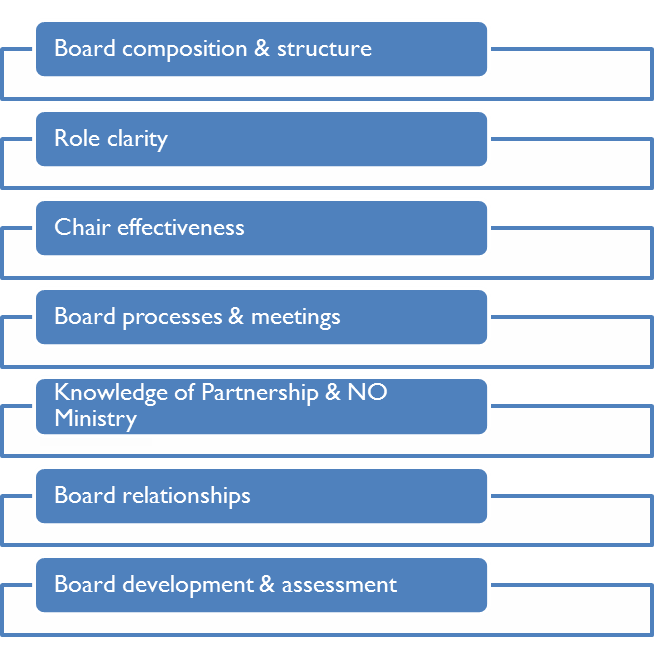 Board composition & structure
Role clarity
Chair effectiveness
Board processes & meetings
Knowledge of Partnership & NO
Ministry
Board relationships
Board development & assessment